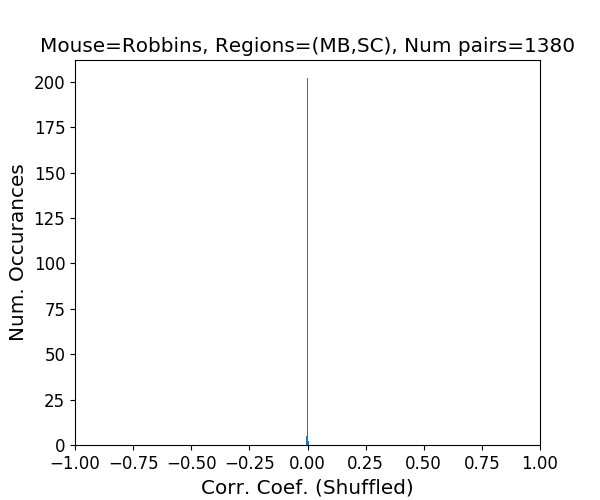 Mouse=Robbins, Regions=(MB,SC), Num pairs=1380
Num. Occurances
200
175
150
125
100
75
50
25
0
−1.00 −0.75 −0.50 −0.25 0.00 0.25 0.50 0.75 1.00
Corr. Coef. (Shuffled)